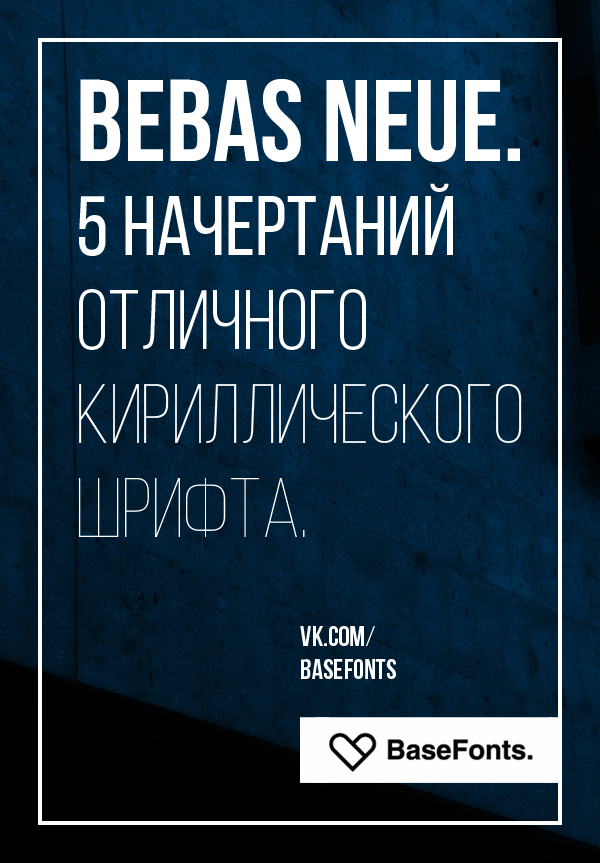 BEBAS NEUE.
5 НАЧЕРТАНИЙ
ОТЛИЧНОГО
КИРИЛЛИЧЕСКОГО
ШРИФТА.
VK.COM/
BASEFONTS
BaseFonts.